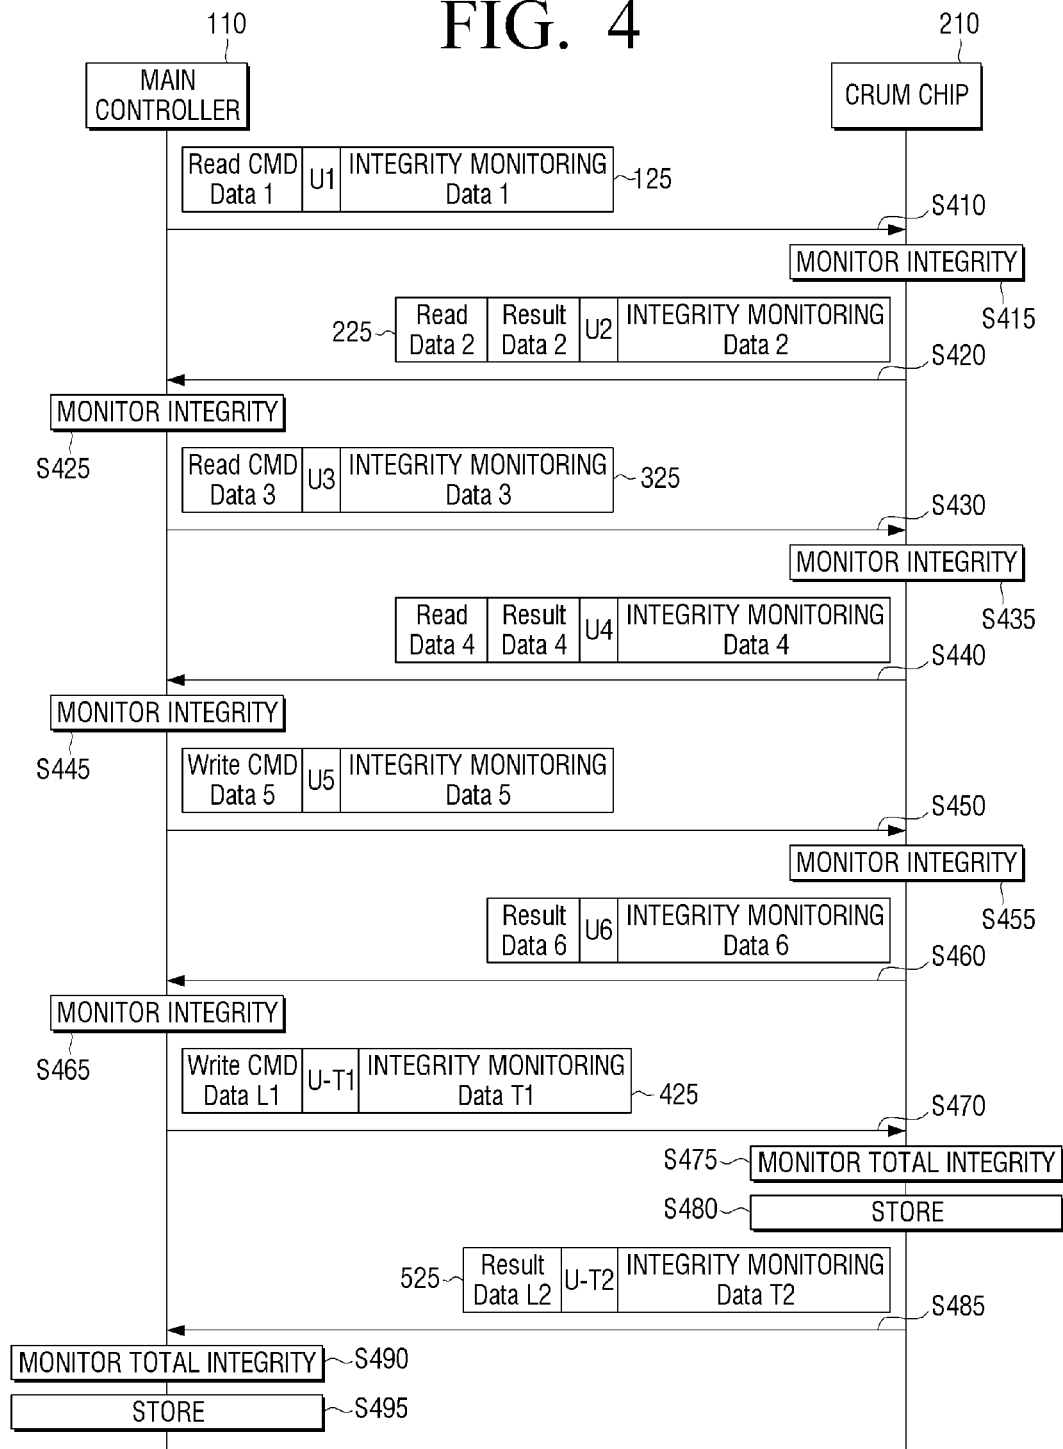 FIG. 4
110
210
MAIN
CONTROLLER
CRUM CHIP
Read CMD
Data 1
U1
INTEGRITY MONITORING
Data 1
125
S410
MONITOR INTEGRITY
S415
225
Read
Data 2
Result
Data 2
U2
INTEGRITY MONITORING
Data 2
S420
MONITOR INTEGRITY
S425
Read CMD
Data 3
U3
INTEGRITY MONITORING
Data 3
325
S430
MONITOR INTEGRITY
S435
Read
Data 4
Result
Data 4
U4
INTEGRITY MONITORING
Data 4
S440
MONITOR INTEGRITY
S445
Write CMD
Data 5
U5
INTEGRITY MONITORING
Data 5
S450
MONITOR INTEGRITY
S455
Result
Data 6
U6
INTEGRITY MONITORING
Data 6
S460
MONITOR INTEGRITY
S465
Write CMD
Data L1
U-T1
INTEGRITY MONITORING
Data T1
425
S470
S475
MONITOR TOTAL INTEGRITY
S480
STORE
525
Result
Data L2
U-T2
INTEGRITY MONITORING
Data T2
S485
MONITOR TOTAL INTEGRITY
S490
STORE
S495